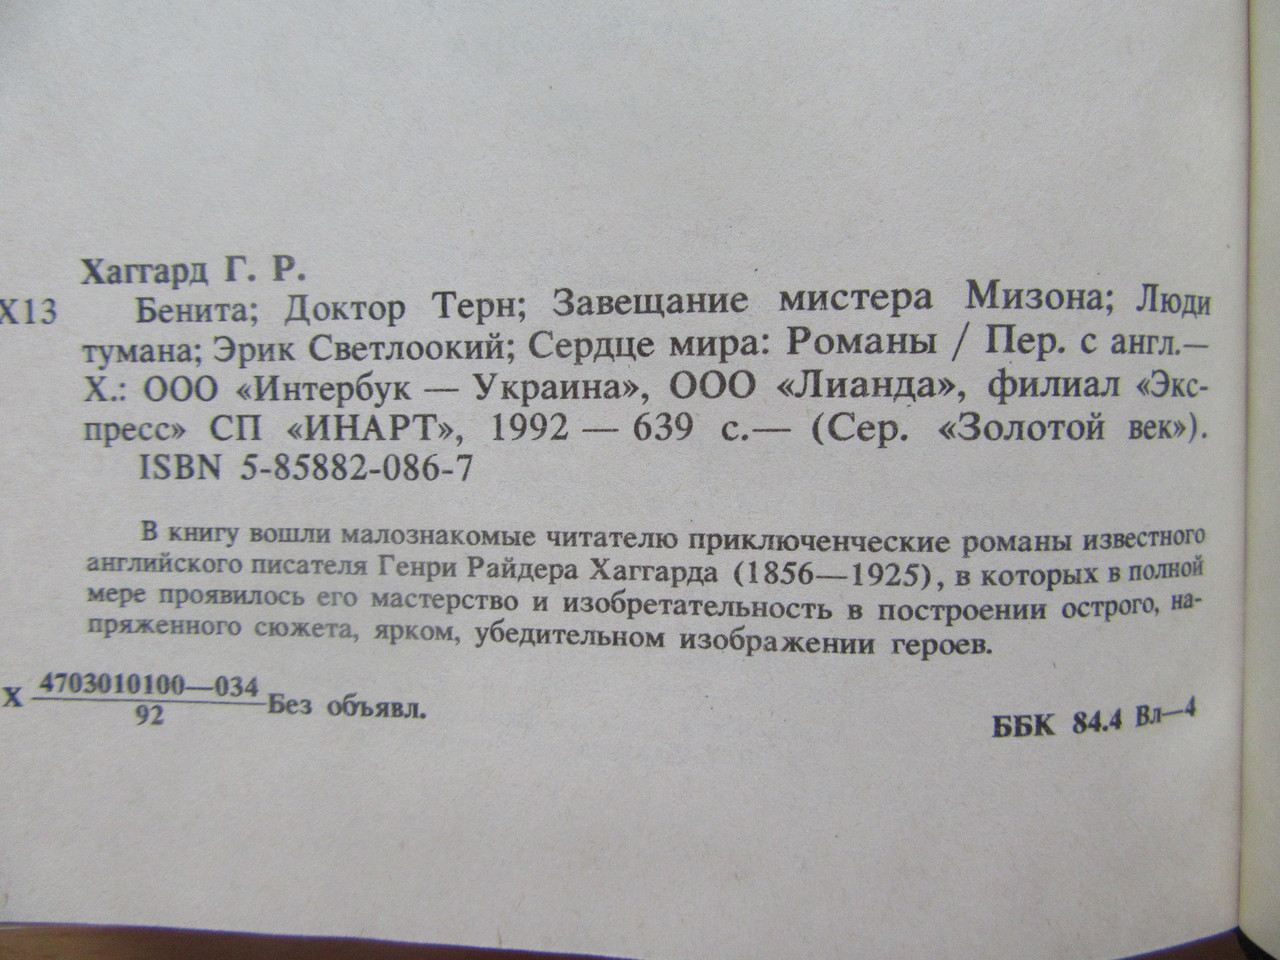 Хаггард Г. Р.
Х13 Бенита; Доктор Терн; Завещание мистера Мизона; Люди
тумана; Эрик Светлоокий; Сердце мира: Романы / Пер. с англ.—
Х.: ООО «Интербук — Украина», ООО «Лианда», филиал «Экс-
пресс» СП «ИНАРТ», 1992 — 639 с.— (Сер. «Золотой век»).
ISBN 5-85882-086-7
В книгу вошли малознакомые читателю приключенческие романы известного
английского писателя Генри Райдера Хаггарда (1856—1925), в которых в полной
мере проявилось его мастерство и изобретательность в построении острого, на-
пряженного сюжета, ярком, убедительном изображении героев.
Х 4703010100—034 Без объявл.
92
ББК 84.4 Вл—4